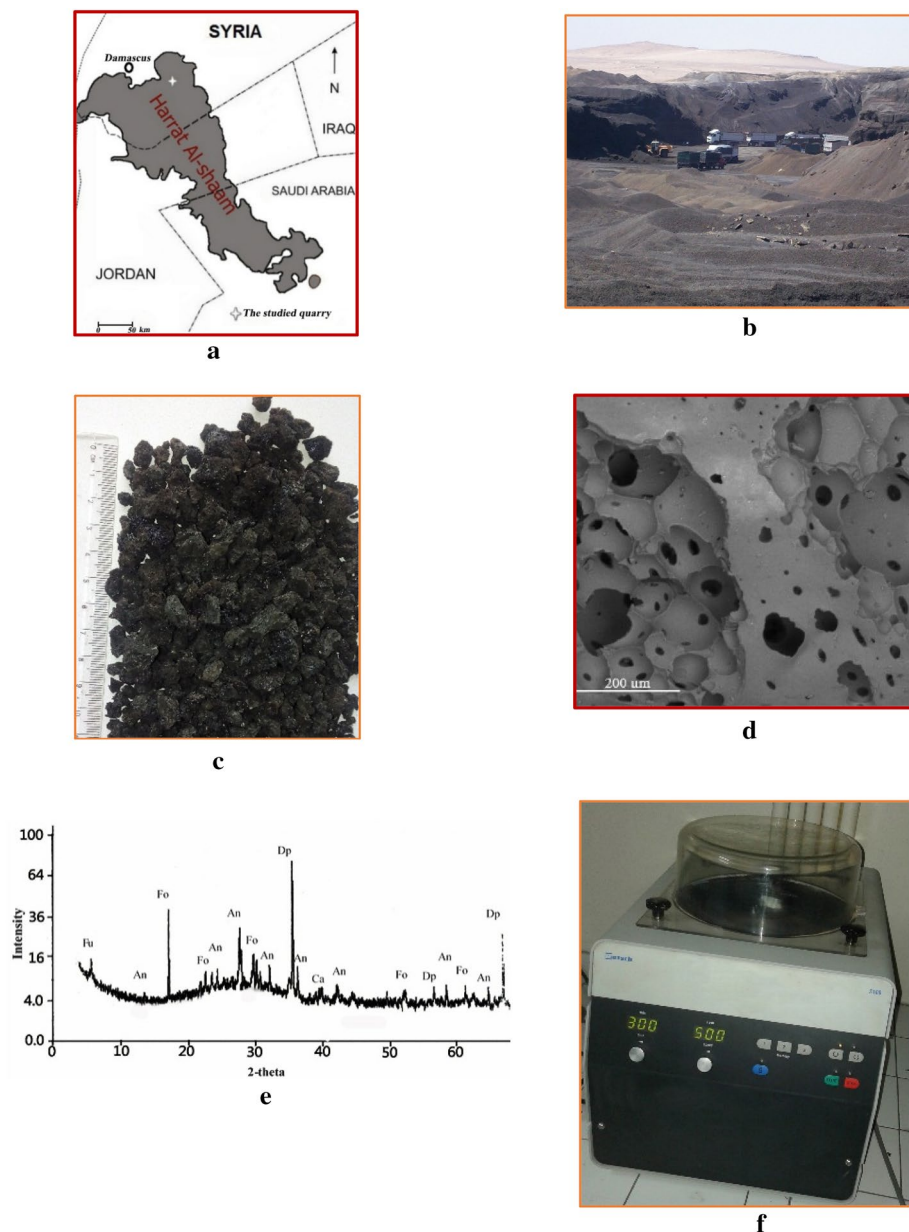 SYRIA
Damascus
N
IRAQ
Harrat Al-shaam
SAUDI ARABIA
JORDAN
The studied quarry
0 50 km
a
b
c
200 um
d
100
64
36
16
4.0
0.0
Intensity
Fu
An
Fo
Fo
An
An
Fo
An
Dp
An
Ca
An
Fo
Dp
An
Fo
An
Dp
0 10 20 30 40 50 60
2-theta
e
300 500
f